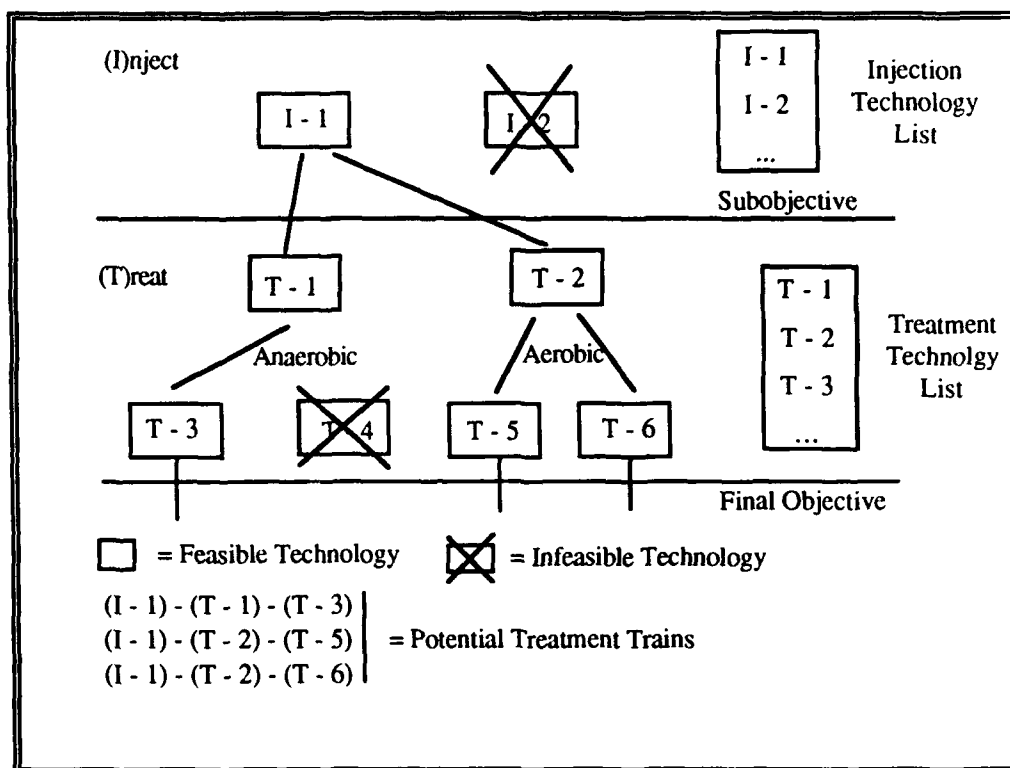 (I)nject
I - 1
I - 2
I - 1
I - 2
...
Injection
Technology
List
Subobjective
(T)reat
T - 1
T - 2
Anaerobic
Aerobic
T - 3
T - 4
T - 5
T - 6
T - 1
T - 2
T - 3
...
Treatment
Technolgy
List
Final Objective
= Feasible Technology
= Infeasible Technology
(I - 1) - (T - 1) - (T - 3)
(I - 1) - (T - 2) - (T - 5)
(I - 1) - (T - 2) - (T - 6)
= Potential Treatment Trains